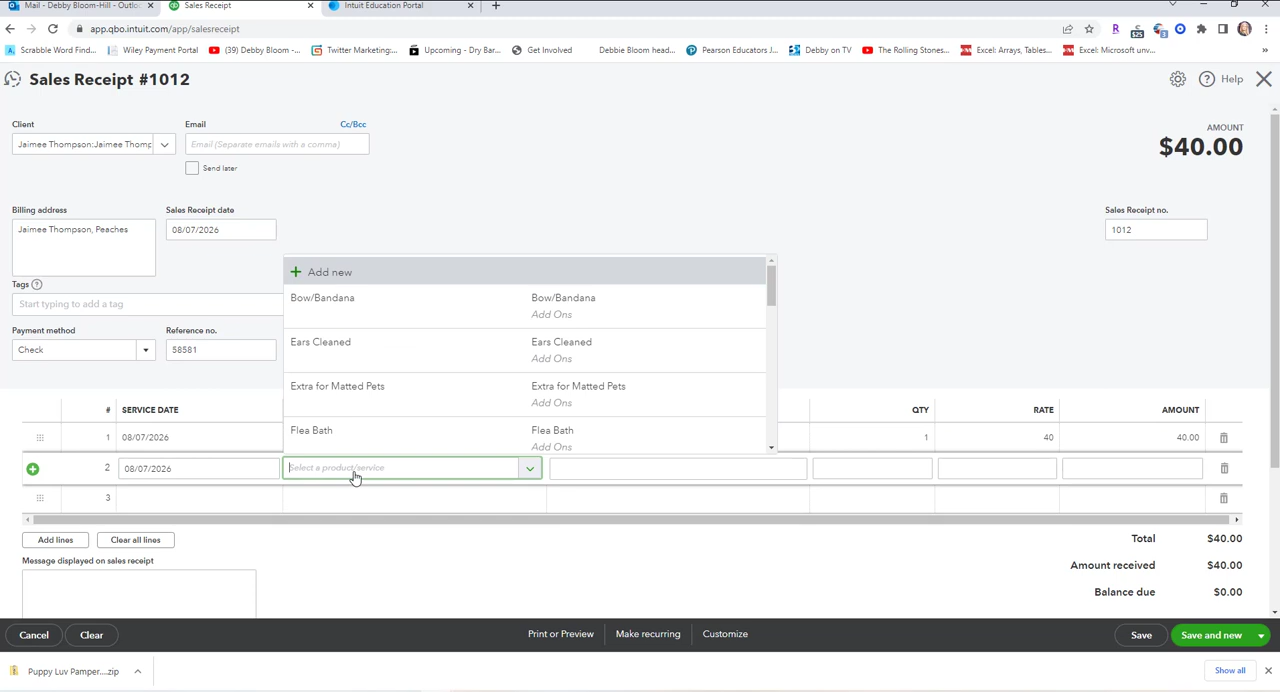 Mail - Debby Bloom-Hill - Outloo
Sales Receipt
Intuit Education Portal
app.qbo.intuit.com/app/salesreceipt
Scrabble Word Find...
Wiley Payment Portal
(39) Debby Bloom -...
Twitter Marketing:...
Upcoming - Dry Bar...
Get Involved
Debbie Bloom head...
Pearson Educators J...
Debby on TV
The Rolling Stones...
Excel: Arrays, Tables...
Excel: Microsoft unv...
Sales Receipt #1012
Help
Client
Email
Cc/Bcc
AMOUNT
Jaimee Thompson:Jaimee Thomp
Email (Separate emails with a comma)
$40.00
Send later
Billing address
Sales Receipt date
Sales Receipt no.
Jaimee Thompson, Peaches
08/07/2026
1012
Tags
Start typing to add a tag
Payment method
Reference no.
Check
58581
Add new
Bow/Bandana
Bow/Bandana
Add Ons
Ears Cleaned
Ears Cleaned
Add Ons
Extra for Matted Pets
Extra for Matted Pets
Add Ons
Flea Bath
Flea Bath
Add Ons
# SERVICE DATE QTY RATE AMOUNT
1 08/07/2026 1 40 40.00
2 08/07/2026 Select a product/service
3
Add lines
Clear all lines
Total $40.00
Message displayed on sales receipt
Amount received $40.00
Balance due $0.00
Cancel
Clear
Print or Preview
Make recurring
Customize
Save
Save and new
Puppy Luv Pamper....zip
Show all